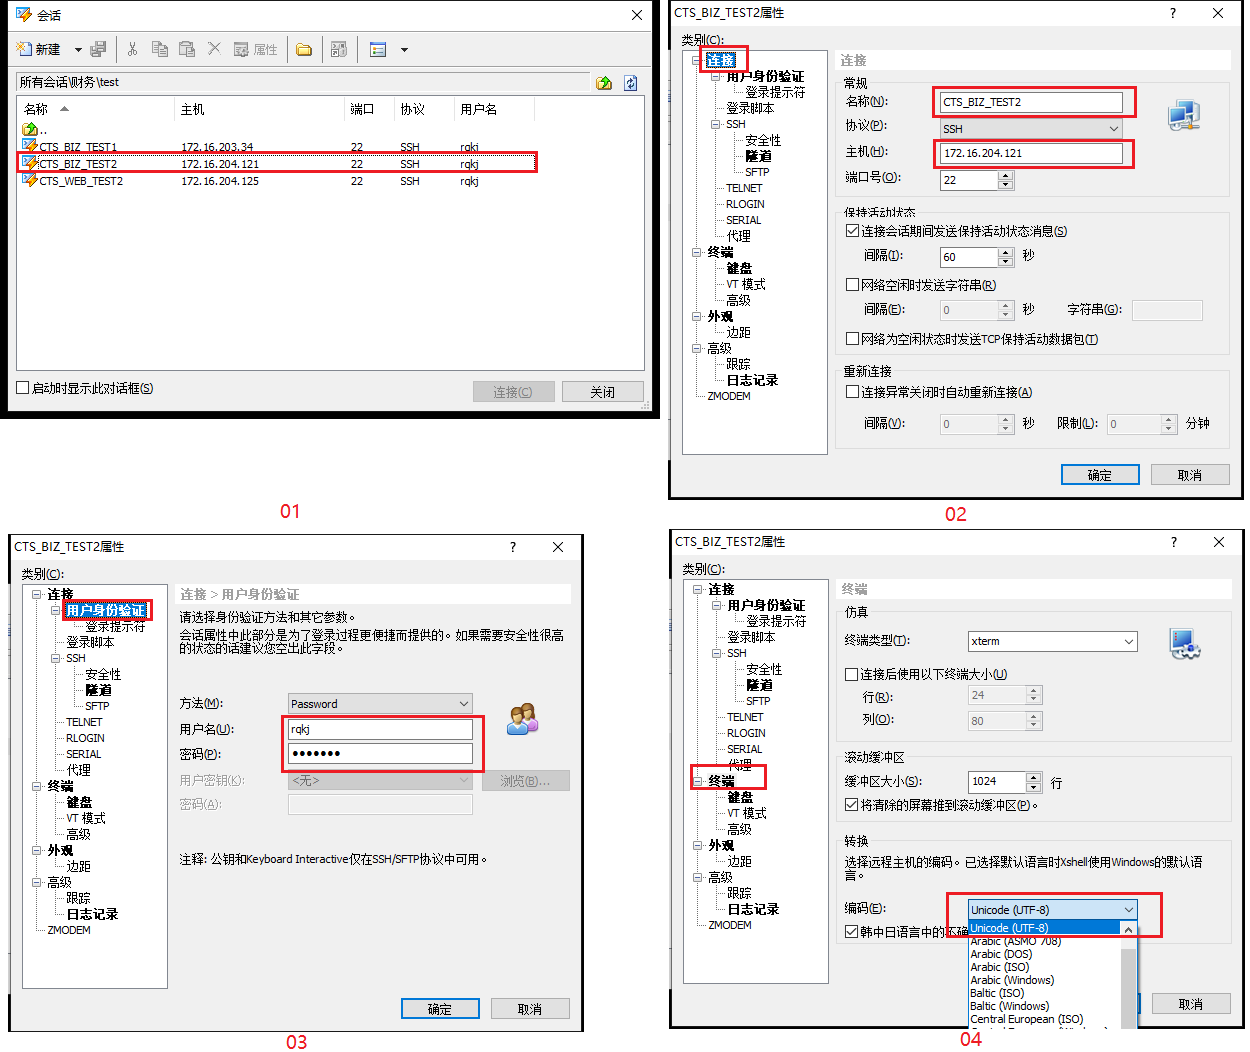 会话
新建 属性
所有会话\财务\test
名称 主机 端口 协议 用户名
..
CTS_BIZ_TEST1 172.16.203.34 22 SSH rqkj
CTS_BIZ_TEST2 172.16.204.121 22 SSH rqkj
CTS_WEB_TEST2 172.16.204.125 22 SSH rqkj
启动时显示此对话框(S)
连接(C) 关闭
01
CTS_BIZ_TEST2属性 ?
类别(C):
连接
用户身份验证
登录提示符
登录脚本
SSH
安全性
隧道
SFTP
TELNET
RLOGIN
SERIAL
代理
终端
键盘
VT 模式
高级
外观
边距
高级
跟踪
日志记录
ZMODEM
连接
常规
名称(N): CTS_BIZ_TEST2
协议(P): SSH
主机(H): 172.16.204.121
端口号(O): 22
保持活动状态
连接会话期间发送保持活动状态消息(S)
间隔(I): 60 秒
网络空闲时发送字符串(R)
间隔(E): 0 秒 字符串(G):
网络为空闲状态时发送TCP保持活动数据包(T)
重新连接
连接异常关闭时自动重新连接(A)
间隔(V): 0 秒 限制(L): 0 分钟
确定 取消
02
CTS_BIZ_TEST2属性 ?
类别(C):
连接
用户身份验证
登录提示符
登录脚本
SSH
安全性
隧道
SFTP
TELNET
RLOGIN
SERIAL
代理
终端
键盘
VT 模式
高级
外观
边距
高级
跟踪
日志记录
ZMODEM
连接 > 用户身份验证
请选择身份验证方法和其它参数。
会话属性中此部分是为了登录过程更便捷而提供的。如果需要安全性很高
的状态的话建议您空出此字段。
方法(M): Password
用户名(U): rqkj
密码(P): •••••••
用户密钥(K): <无> 浏览(B)...
密码(A):
注释: 公钥和Keyboard Interactive仅在SSH/SFTP协议中可用。
确定 取消
03
CTS_BIZ_TEST2属性 ?
类别(C):
连接
用户身份验证
登录提示符
登录脚本
SSH
安全性
隧道
SFTP
TELNET
RLOGIN
SERIAL
代理
终端
键盘
VT 模式
高级
外观
边距
高级
跟踪
日志记录
ZMODEM
终端
仿真
终端类型(T): xterm
连接后使用以下终端大小(U)
行(R): 24
列(O): 80
滚动缓冲区
缓冲区大小(S): 1024 行
将清除的屏幕推到滚动缓冲区(P)。
转换
选择远程主机的编码。已选择默认语言时Xshell使用Windows的默认语
言。
编码(E): Unicode (UTF-8)
韩中日语言中的不确
Unicode (UTF-8)
Arabic (ASMO 708)
Arabic (DOS)
Arabic (ISO)
Arabic (Windows)
Baltic (ISO)
Baltic (Windows)
Central European (ISO)
取消
04